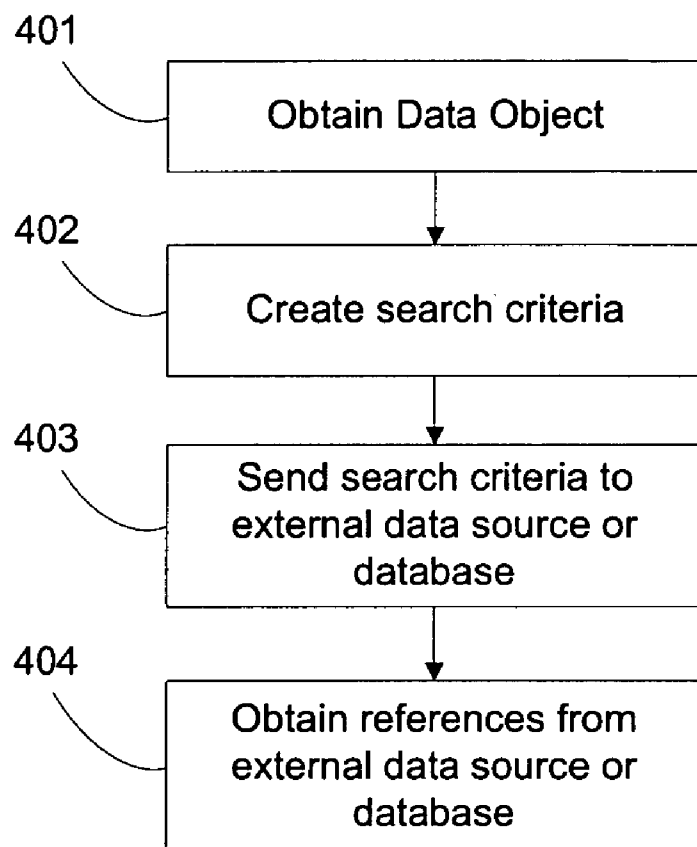 401
Obtain Data Object
402
Create search criteria
403
Send search criteria to
external data source or
database
404
Obtain references from
external data source or
database